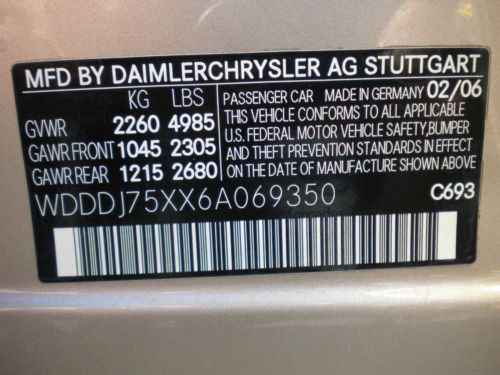 MFD BY DAIMLERCHRYSLER AG STUTTGART
KG LBS
GVWR 2260 4985
GAWR FRONT 1045 2305
GAWR REAR 1215 2680
PASSENGER CAR MADE IN GERMANY 02/06
THIS VEHICLE CONFORMS TO ALL APPLICABLE
U.S. FEDERAL MOTOR VEHICLE SAFETY, BUMPER
AND THEFT PREVENTION STANDARDS IN EFFECT
ON THE DATE OF MANUFACTURE SHOWN ABOVE
WDDDJ75XX6A069350
C693